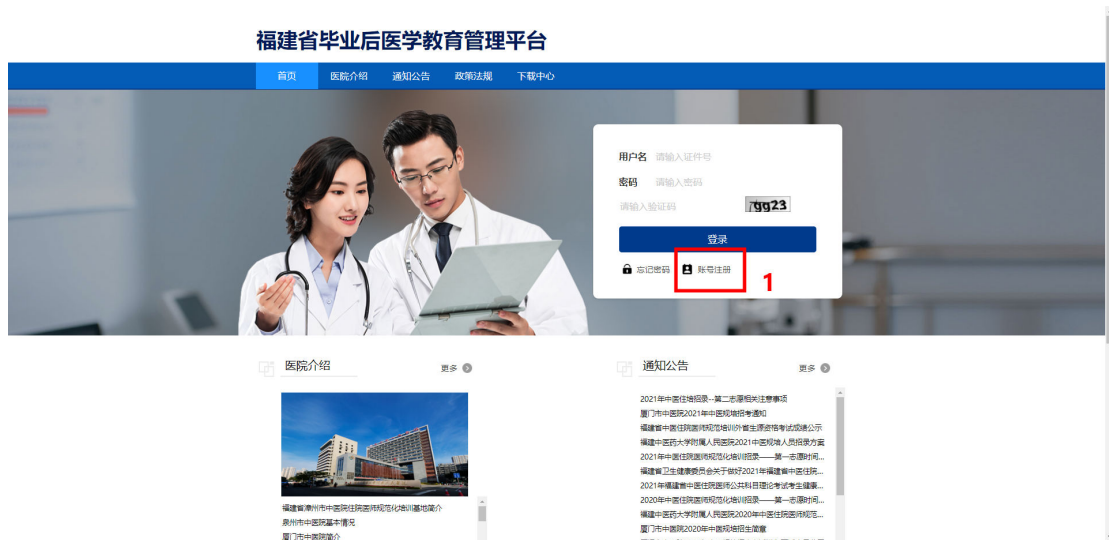 福建省毕业后医学教育管理平台
首页 医院介绍 通知公告 政策法规 下载中心
用户名 请输入证件号
密码 请输入密码
请输入验证码 7gg23
登录
忘记密码 账号注册 1
医院介绍 更多
通知公告 更多
福建省漳州市中医院住院医师规范化培训基地简介
泉州市中医院基本情况
厦门市中医院简介
2021年中医住培招录--第二志愿相关注意事项
厦门市中医院2021年中医规培招考通知
福建省中医住院医师规范培训外省生源资格考试成绩公示
福建中医药大学附属人民医院2021中医规培人员招录方案
2021年中医住院医师规范化培训招录——第一志愿时间...
福建省卫生健康委员会关于做好2021年福建省中医住院...
2021年福建省中医住院医师公共科目理论考试考生健康...
2020年中医住院医师规范化培训招录——第一志愿时间...
福建中医药大学附属人民医院2020年中医住院医师规范...
厦门市中医院2020年中医规培招生简章